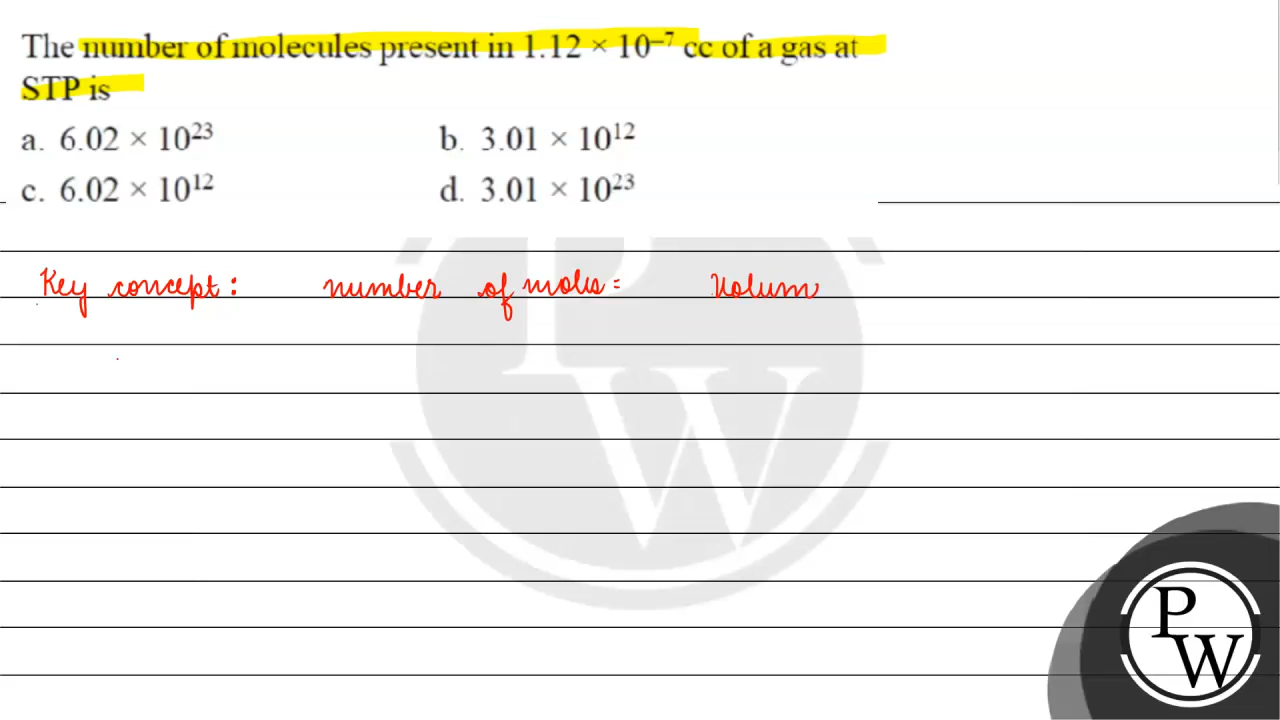 The number of molecules present in 1.12 × 10⁻⁷ cc of a gas at
STP is
a. 6.02 × 10²³ b. 3.01 × 10¹²
c. 6.02 × 10¹² d. 3.01 × 10²³
Key concept: number of moles = Volum
PW
PW